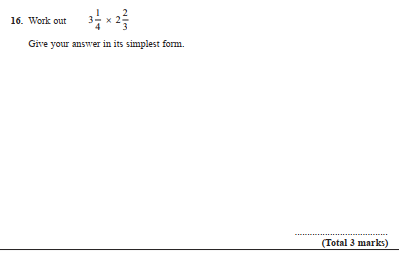 16. Work out 3 1/4 × 2 2/3
Give your answer in its simplest form.
.......................................
(Total 3 marks)